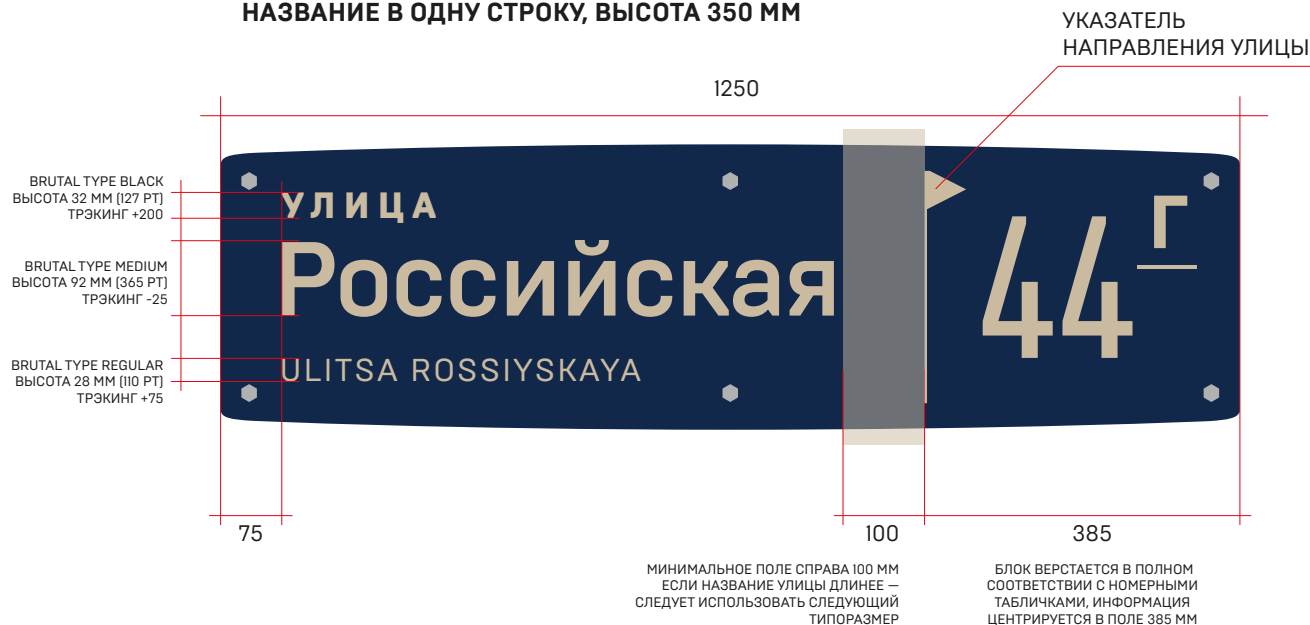 НАЗВАНИЕ В ОДНУ СТРОКУ, ВЫСОТА 350 ММ
УКАЗАТЕЛЬ
НАПРАВЛЕНИЯ УЛИЦЫ
1250
BRUTAL TYPE BLACK
ВЫСОТА 32 ММ (127 PT)
ТРЭКИНГ +200
BRUTAL TYPE MEDIUM
ВЫСОТА 92 ММ (365 PT)
ТРЭКИНГ -25
BRUTAL TYPE REGULAR
ВЫСОТА 28 ММ (110 PT)
ТРЭКИНГ +75
УЛИЦА
Российская
ULITSA ROSSIYSKAYA
44 Г
75
100
385
МИНИМАЛЬНОЕ ПОЛЕ СПРАВА 100 ММ
ЕСЛИ НАЗВАНИЕ УЛИЦЫ ДЛИНЕЕ —
СЛЕДУЕТ ИСПОЛЬЗОВАТЬ СЛЕДУЮЩИЙ
ТИПОРАЗМЕР
БЛОК ВЕРСТАЕТСЯ В ПОЛНОМ
СООТВЕТСТВИИ С НОМЕРНЫМИ
ТАБЛИЧКАМИ, ИНФОРМАЦИЯ
ЦЕНТРИРУЕТСЯ В ПОЛЕ 385 ММ